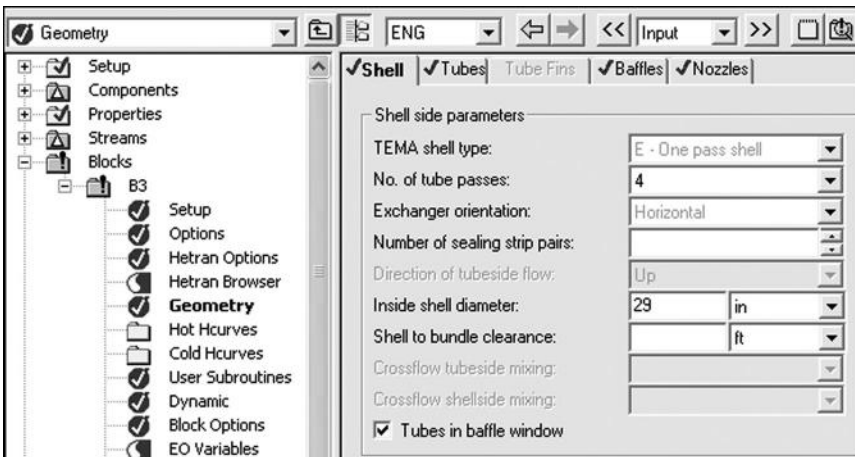 Geometry
ENG
<< Input >>
Setup
Components
Properties
Streams
Blocks
B3
Setup
Options
Hetran Options
Hetran Browser
Geometry
Hot Hcurves
Cold Hcurves
User Subroutines
Dynamic
Block Options
EO Variables
Shell Tubes Tube Fins Baffles Nozzles
Shell side parameters
TEMA shell type: E - One pass shell
No. of tube passes: 4
Exchanger orientation: Horizontal
Number of sealing strip pairs:
Direction of tubeside flow: Up
Inside shell diameter: 29 in
Shell to bundle clearance: ft
Crossflow tubeside mixing:
Crossflow shellside mixing:
Tubes in baffle window